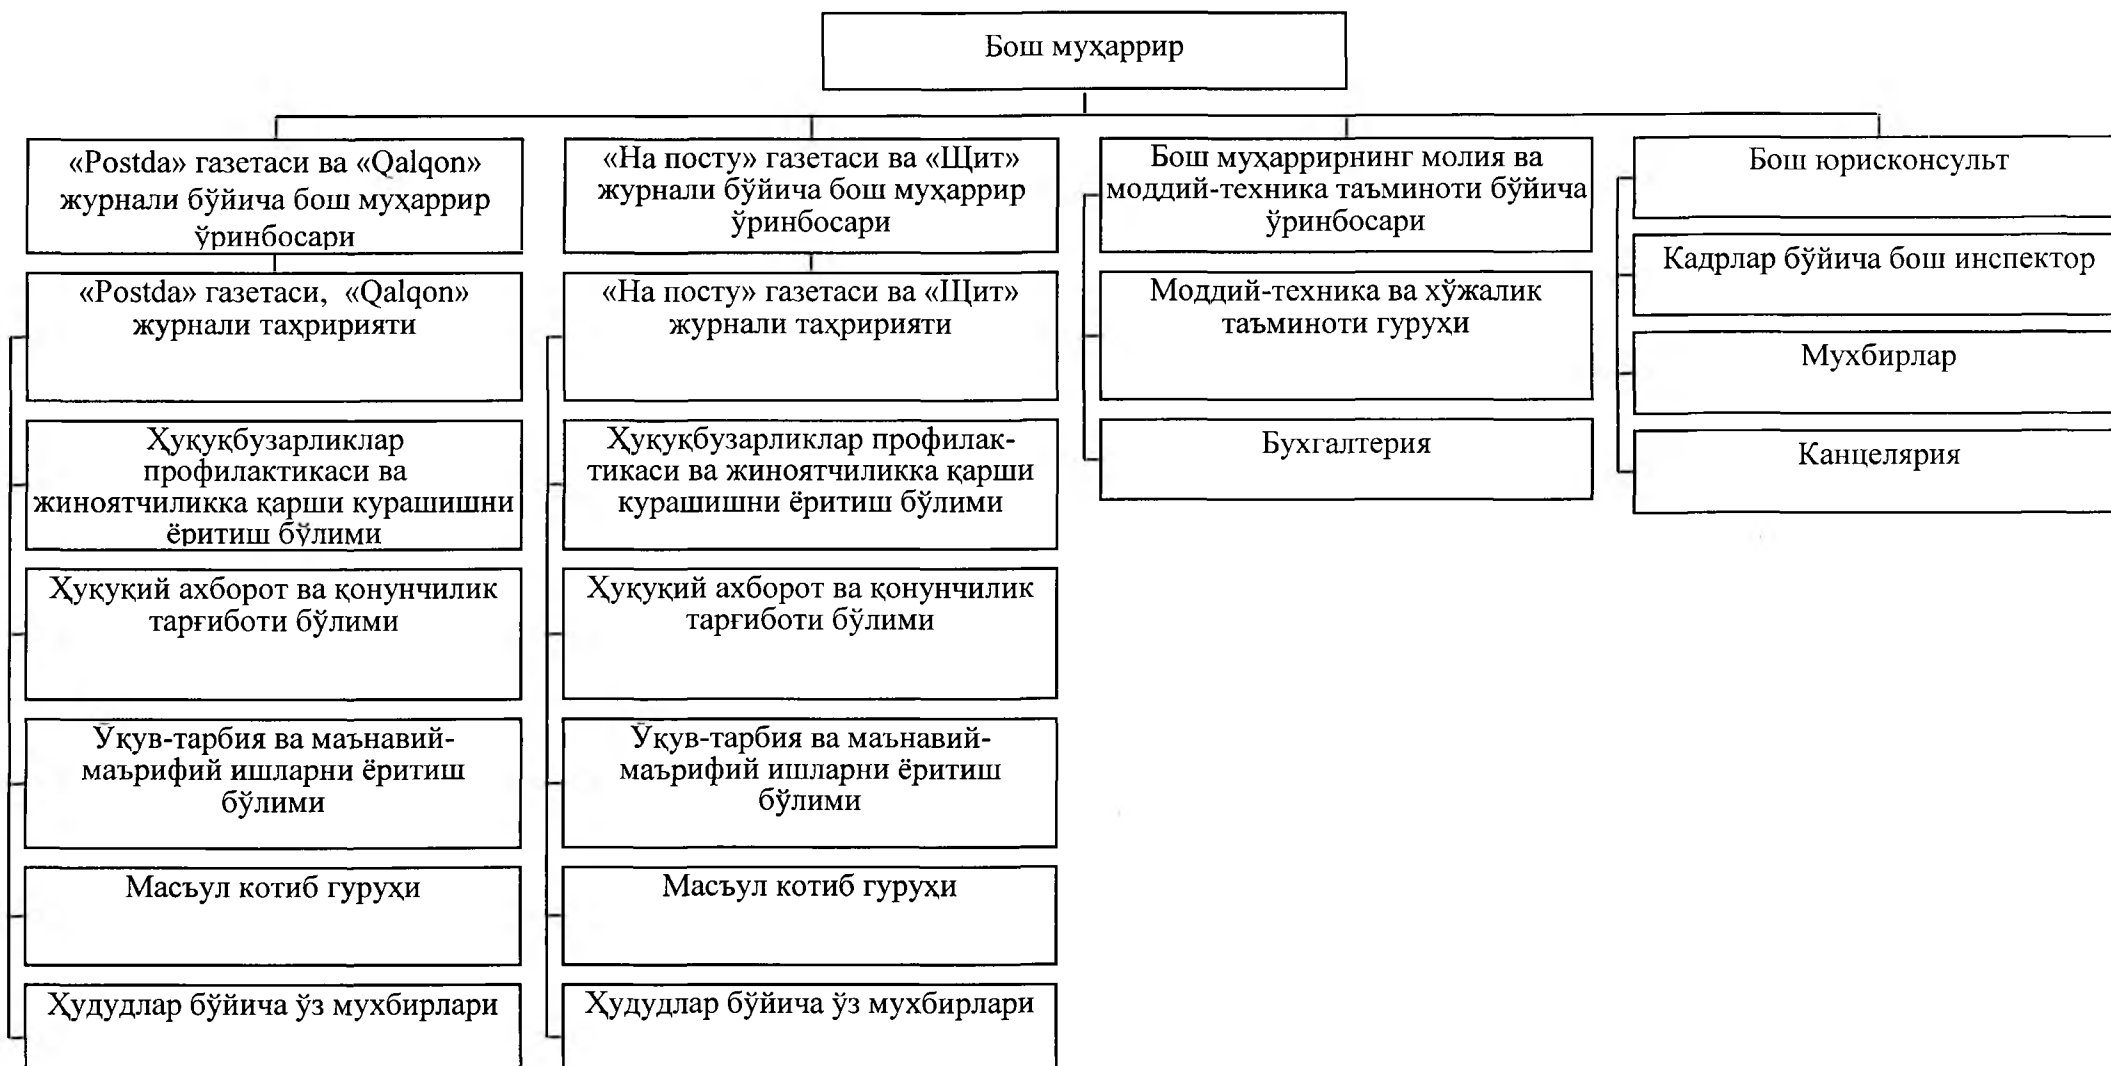 Бош муҳаррир
«Postda» газетаси ва «Qalqon»
журнали бўйича бош муҳаррир
ўринбосари
«Postda» газетаси, «Qalqon»
журнали таҳририяти
Ҳуқуқбузарликлар
профилактикаси ва
жиноятчиликка қарши курашишни
ёритиш бўлими
Ҳуқуқий ахборот ва қонунчилик
тарғиботи бўлими
Ўқув-тарбия ва маънавий-
маърифий ишларни ёритиш
бўлими
Масъул котиб гуруҳи
Ҳудудлар бўйича ўз мухбирлари
«На посту» газетаси ва «Щит»
журнали бўйича бош муҳаррир
ўринбосари
«На посту» газетаси ва «Щит»
журнали таҳририяти
Ҳуқуқбузарликлар профилак-
тикаси ва жиноятчиликка қарши
курашишни ёритиш бўлими
Ҳуқуқий ахборот ва қонунчилик
тарғиботи бўлими
Ўқув-тарбия ва маънавий-
маърифий ишларни ёритиш
бўлими
Масъул котиб гуруҳи
Ҳудудлар бўйича ўз мухбирлари
Бош муҳаррирнинг молия ва
моддий-техника таъминоти бўйича
ўринбосари
Моддий-техника ва хўжалик
таъминоти гуруҳи
Бухгалтерия
Бош юрисконсульт
Кадрлар бўйича бош инспектор
Мухбирлар
Канцелярия